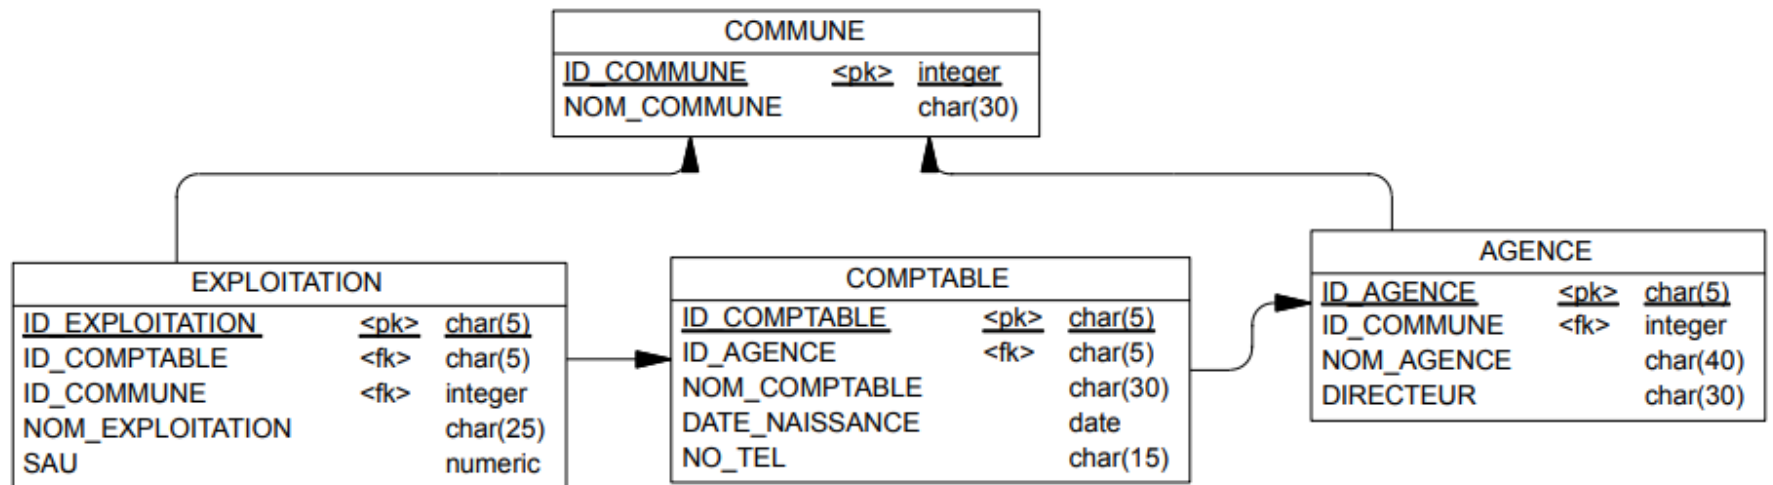 COMMUNE
ID_COMMUNE <pk> integer
NOM_COMMUNE char(30)
EXPLOITATION
ID_EXPLOITATION <pk> char(5)
ID_COMPTABLE <fk> char(5)
ID_COMMUNE <fk> integer
NOM_EXPLOITATION char(25)
SAU numeric
COMPTABLE
ID_COMPTABLE <pk> char(5)
ID_AGENCE <fk> char(5)
NOM_COMPTABLE char(30)
DATE_NAISSANCE date
NO_TEL char(15)
AGENCE
ID_AGENCE <pk> char(5)
ID_COMMUNE <fk> integer
NOM_AGENCE char(40)
DIRECTEUR char(30)